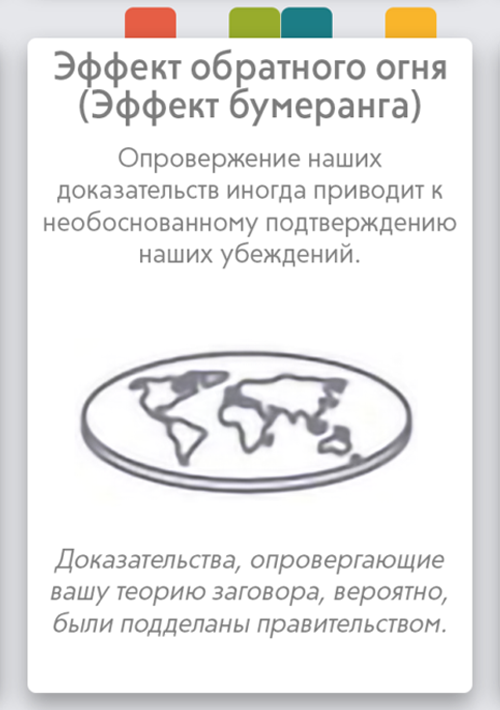 Эффект обратного огня
(Эффект бумеранга)
Опровержение наших
доказательств иногда приводит к
необоснованному подтверждению
наших убеждений.
Доказательства, опровергающие
вашу теорию заговора, вероятно,
были подделаны правительством.